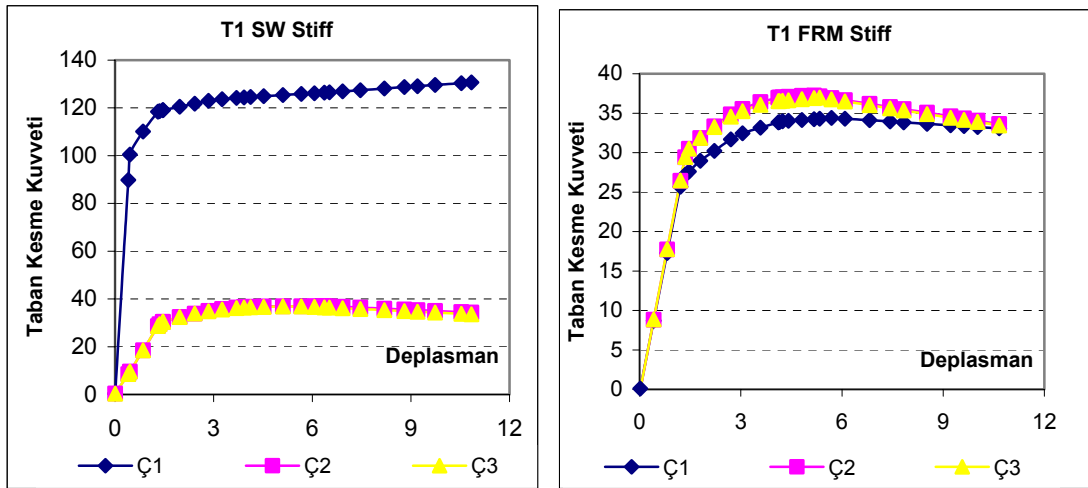 T1 SW Stiff
Taban Kesme Kuvveti
140
120
100
80
60
40
20
0
Deplasman
0 3 6 9 12
Ç1 Ç2 Ç3
T1 FRM Stiff
Taban Kesme Kuvveti
40
35
30
25
20
15
10
5
0
Deplasman
0 3 6 9 12
Ç1 Ç2 Ç3